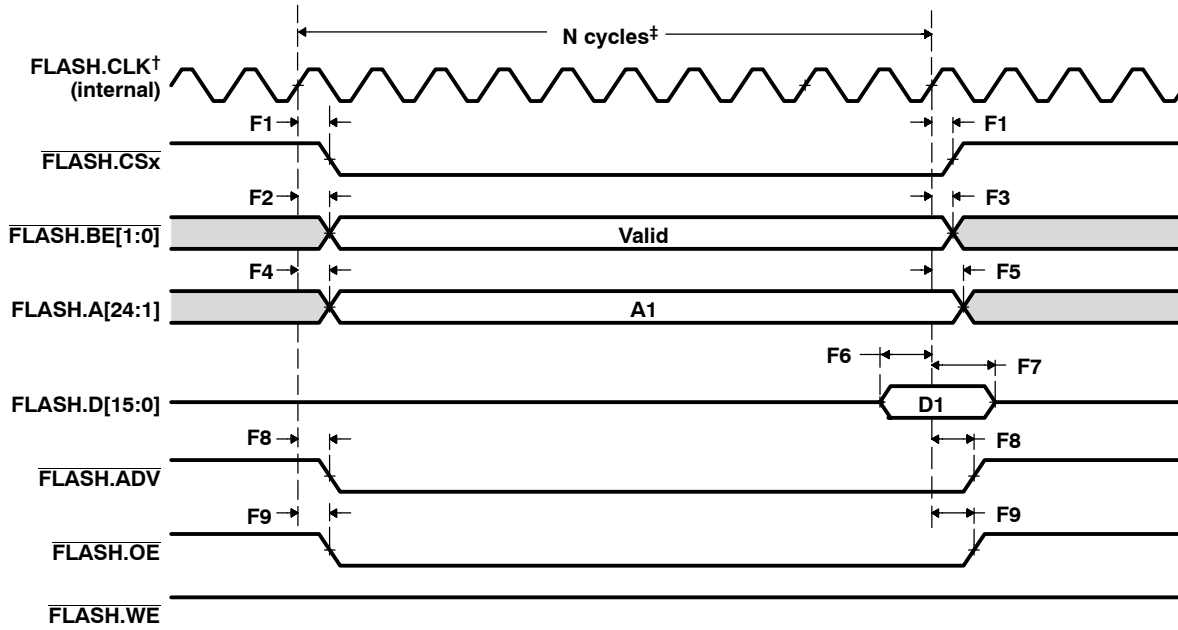 N cycles‡
FLASH.CLK†
(internal)
F1
F1
FLASH.CSx
F2
F3
FLASH.BE[1:0]
Valid
F4
F5
FLASH.A[24:1]
A1
F6
F7
FLASH.D[15:0]
D1
F8
F8
FLASH.ADV
F9
F9
FLASH.OE
FLASH.WE